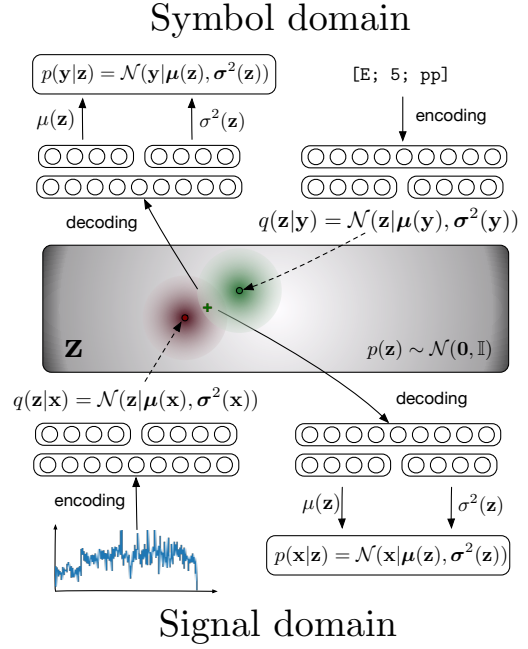 Symbol domain
p(y|z) = 𝒩(y|μ(z), σ²(z))
[E; 5; pp]
μ(z)
σ²(z)
encoding
decoding
q(z|y) = 𝒩(z|μ(y), σ²(y))
z
p(z) ∼ 𝒩(0, 𝕀)
q(z|x) = 𝒩(z|μ(x), σ²(x))
decoding
encoding
μ(z)
σ²(z)
p(x|z) = 𝒩(x|μ(z), σ²(z))
Signal domain